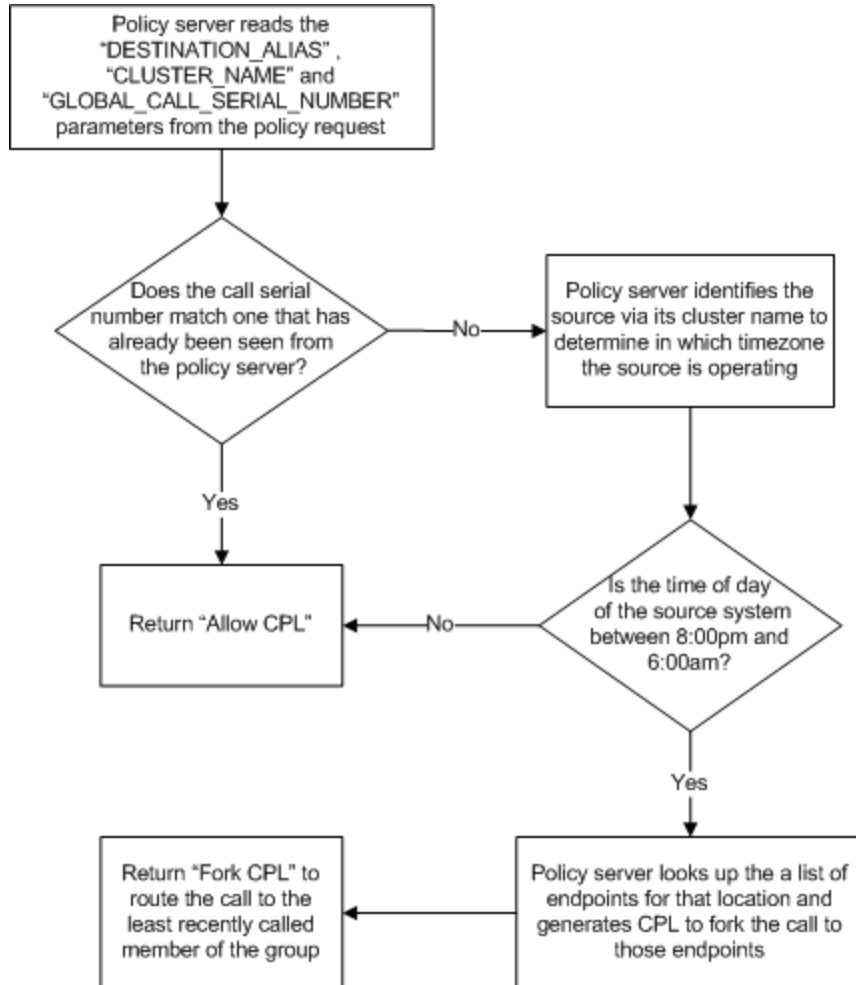 Policy server reads the
“DESTINATION_ALIAS” ,
“CLUSTER_NAME” and
“GLOBAL_CALL_SERIAL_NUMBER”
parameters from the policy request
Does the call serial
number match one that has
already been seen from
the policy server?
No
Policy server identifies the
source via its cluster name to
determine in which timezone
the source is operating
Yes
Return “Allow CPL”
No
Is the time of day
of the source system
between 8:00pm and
6:00am?
Yes
Policy server looks up the a list of
endpoints for that location and
generates CPL to fork the call to
those endpoints
Return “Fork CPL” to
route the call to the
least recently called
member of the group